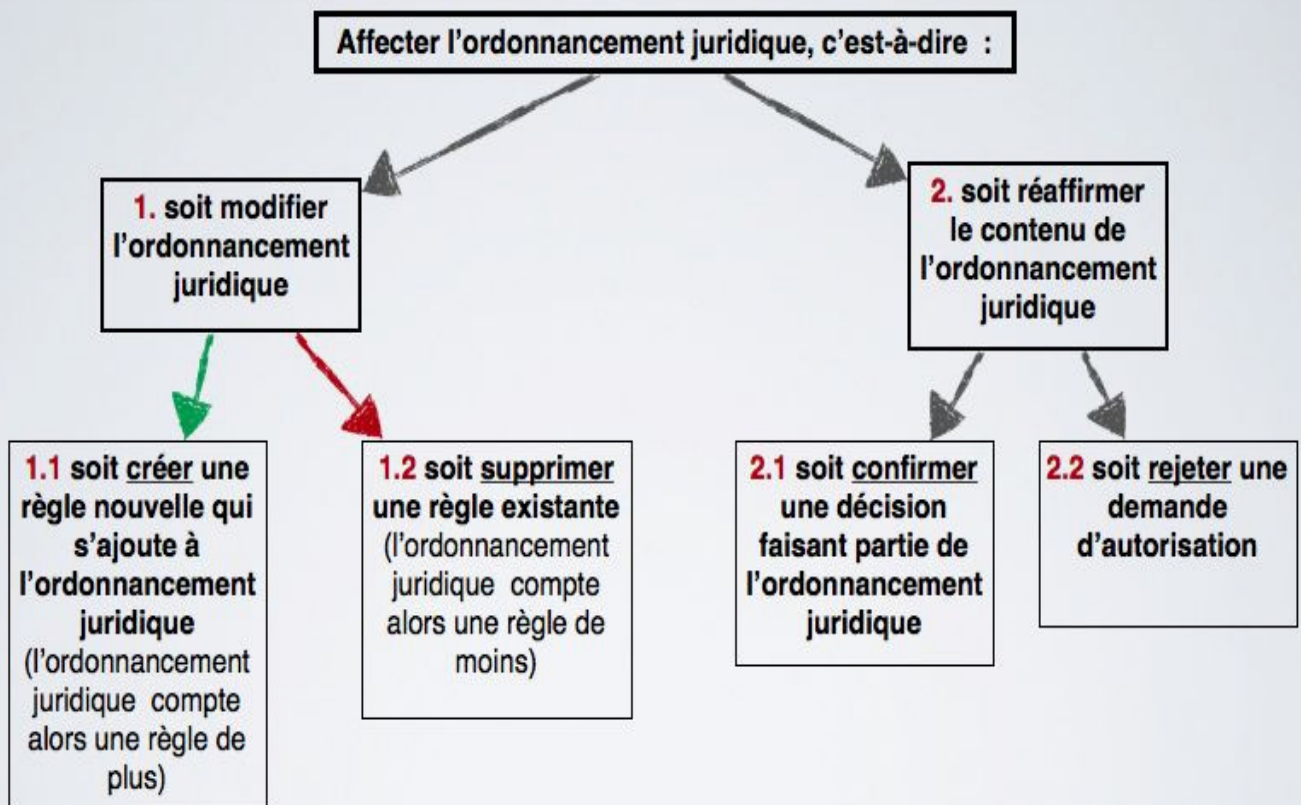 Affecter l'ordonnancement juridique, c'est-à-dire :
1. soit modifier
l'ordonnancement
juridique
2. soit réaffirmer
le contenu de
l'ordonnancement
juridique
1.1 soit créer une
règle nouvelle qui
s'ajoute à
l'ordonnancement
juridique
(l'ordonnancement
juridique compte
alors une règle de
plus)
1.2 soit supprimer
une règle existante
(l'ordonnancement
juridique compte
alors une règle de
moins)
2.1 soit confirmer
une décision
faisant partie de
l'ordonnancement
juridique
2.2 soit rejeter une
demande
d'autorisation